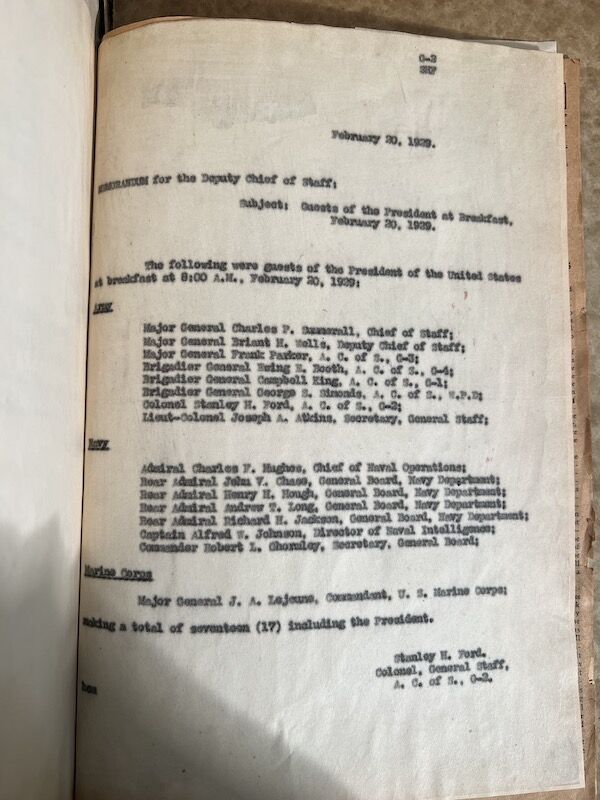 G-2
SHF
February 20, 1929.
MEMORANDUM for the Deputy Chief of Staff:
Subject: Guests of the President at Breakfast,
February 20, 1929.
The following were guests of the President of the United States
at breakfast at 8:00 A.M., February 20, 1929:
Army
Major General Charles P. Summerall, Chief of Staff;
Major General Briant H. Wells, Deputy Chief of Staff;
Major General Frank Parker, A. C. of S., G-3;
Brigadier General Ewing E. Booth, A. C. of S., G-4;
Brigadier General Campbell King, A. C. of S., G-1;
Brigadier General George S. Simonds, A. C. of S., W.P.D;
Colonel Stanley H. Ford, A. C. of S., G-2;
Lieut-Colonel Joseph A. Atkins, Secretary, General Staff;
Navy
Admiral Charles F. Hughes, Chief of Naval Operations;
Rear Admiral John V. Chase, General Board, Navy Department;
Rear Admiral Henry H. Hough, General Board, Navy Department;
Rear Admiral Andrew T. Long, General Board, Navy Department;
Rear Admiral Richard H. Jackson, General Board, Navy Department;
Captain Alfred W. Johnson, Director of Naval Intelligence;
Commander Robert L. Ghormley, Secretary, General Board;
Marine Corps
Major General J. A. Lejeune, Commandant, U. S. Marine Corps;
making a total of seventeen (17) including the President.
Stanley H. Ford.
Colonel, General Staff,
A. C. of S., G-2.